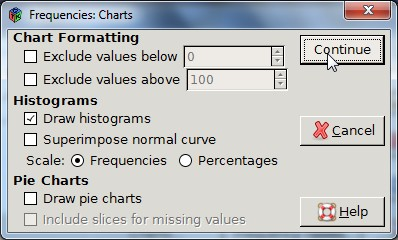 Frequencies: Charts
Chart Formatting
Exclude values below 0
Exclude values above 100
Continue
Histograms
Draw histograms
Superimpose normal curve
Scale: Frequencies Percentages
Cancel
Pie Charts
Draw pie charts
Include slices for missing values
Help